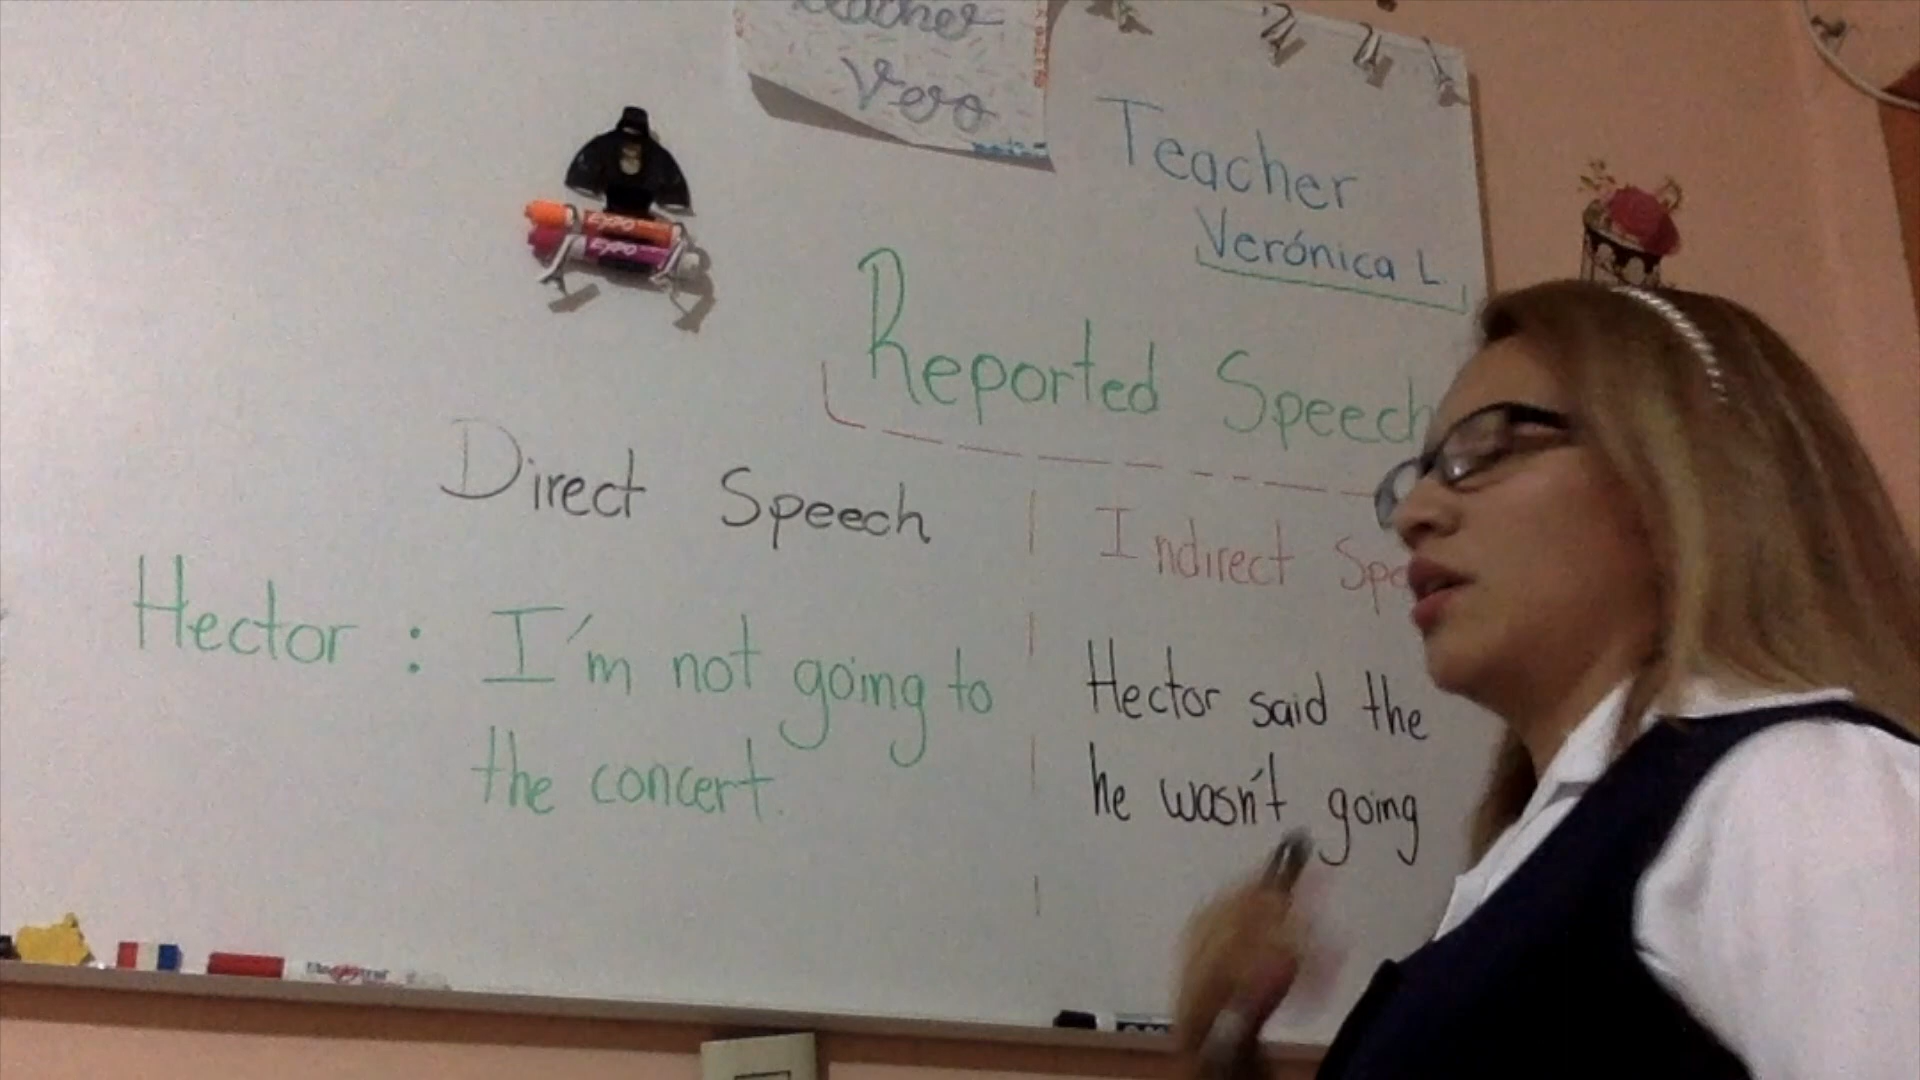 Teacher
Vero
Teacher
Verónica L.
Reported Speech
Direct Speech
Indirect
Hector : I'm not going to
the concert.
Hector said the
he wasn't going